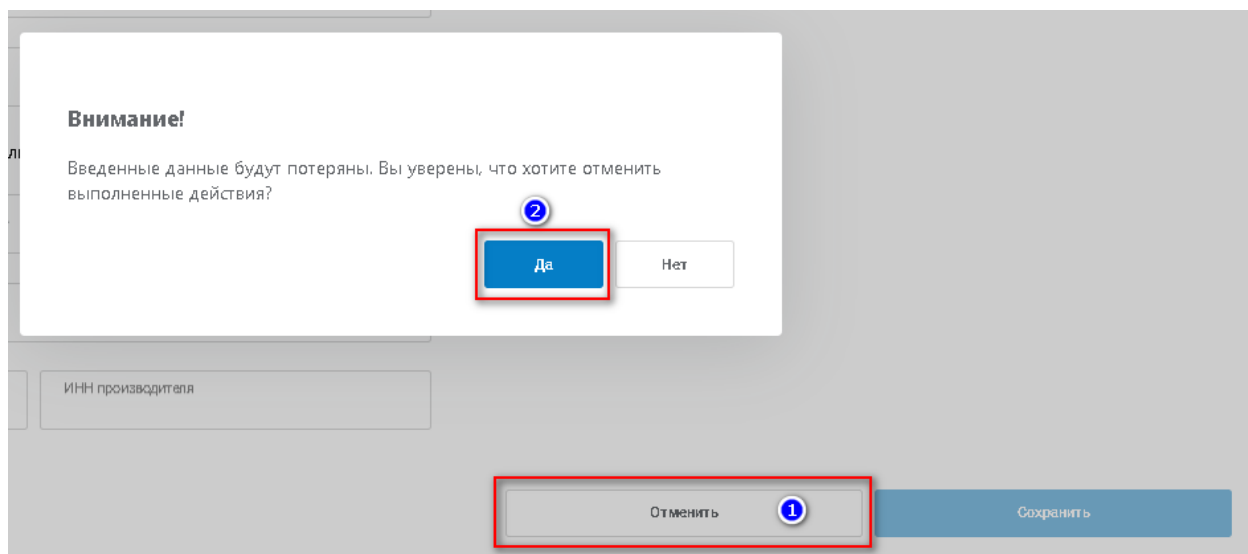 Внимание!
Введенные данные будут потеряны. Вы уверены, что хотите отменить
выполненные действия?
2
Да
Нет
ИНН производителя
Отменить
1
Сохранить